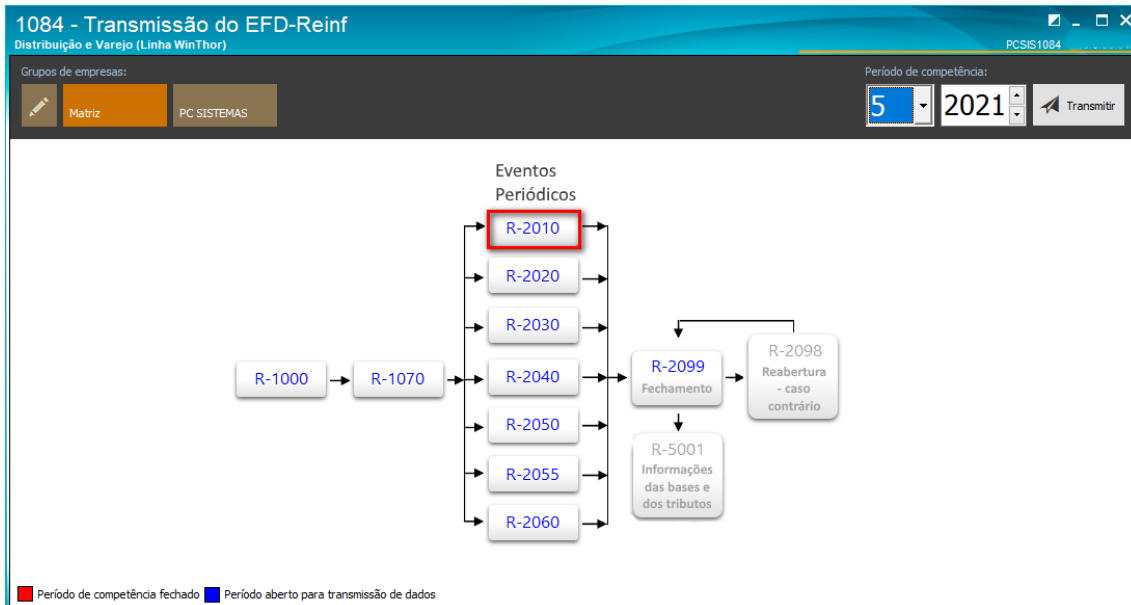 1084 - Transmissão do EFD-Reinf
Distribuição e Varejo (Linha WinThor)
PCSIS1084
Grupos de empresas:
Período de competência:
Matriz
PC SISTEMAS
5
2021
Transmitir
Eventos
Periódicos
R-2010
R-2020
R-2030
R-1000
R-1070
R-2040
R-2050
R-2055
R-2060
R-2099
Fechamento
R-2098
Reabertura
- caso
contrário
R-5001
Informações
das bases e
dos tributos
Período de competência fechado
Período aberto para transmissão de dados